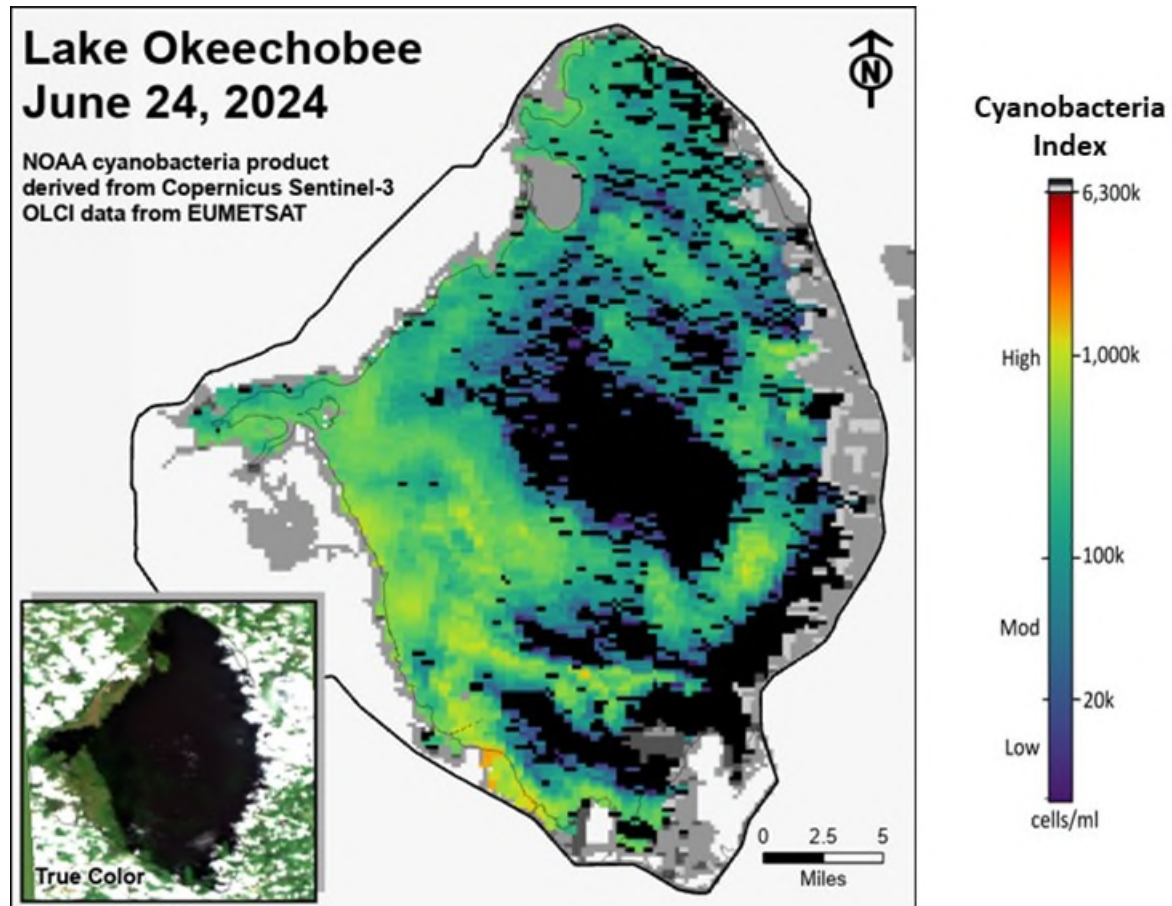 Lake Okeechobee
June 24, 2024
NOAA cyanobacteria product
derived from Copernicus Sentinel-3
OLCI data from EUMETSAT
N
Cyanobacteria
Index
6,300k
High
1,000k
100k
Mod
20k
Low
cells/ml
True Color
0 2.5 5
Miles